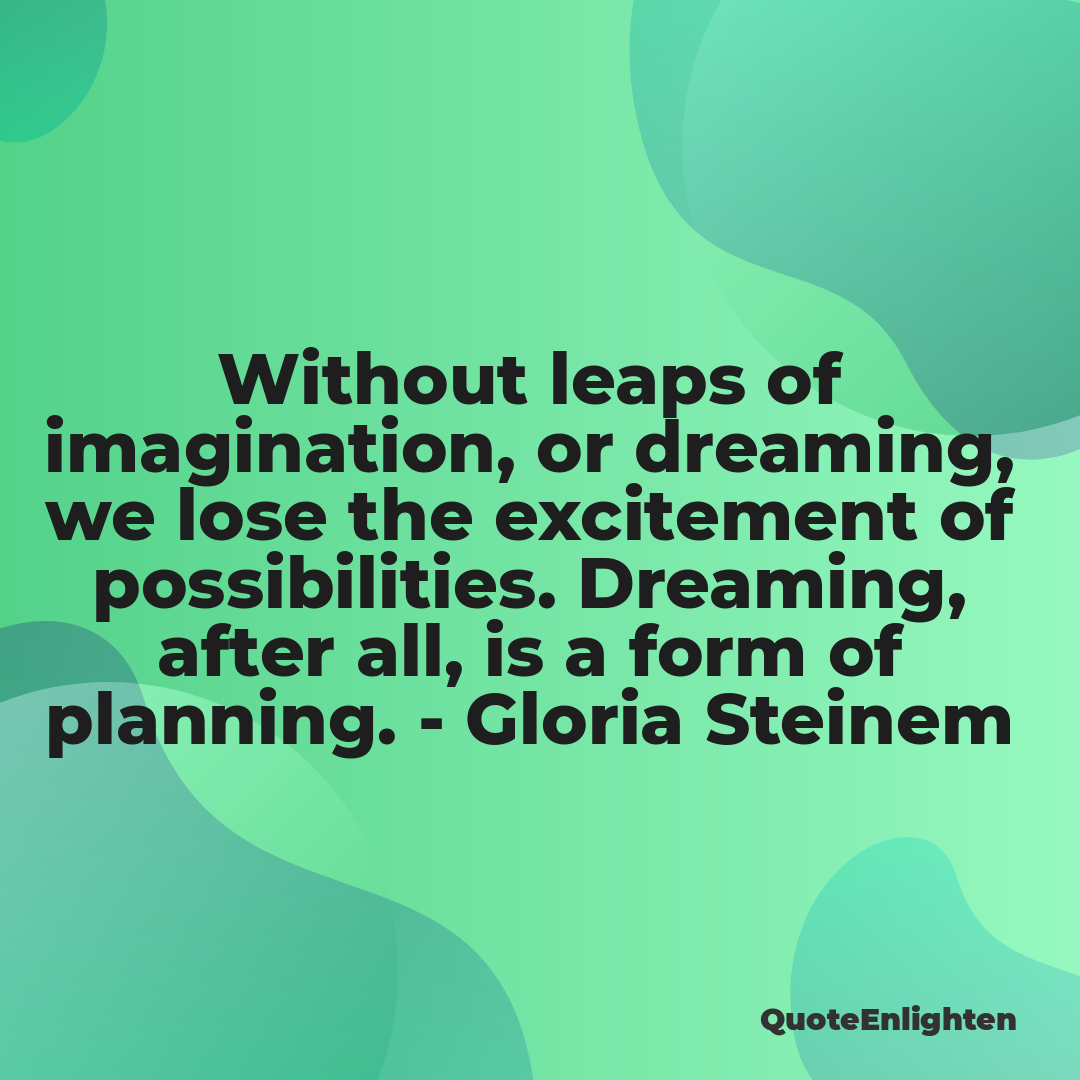 Without leaps of
imagination, or dreaming,
we lose the excitement of
possibilities. Dreaming,
after all, is a form of
planning. - Gloria Steinem
QuoteEnlighten